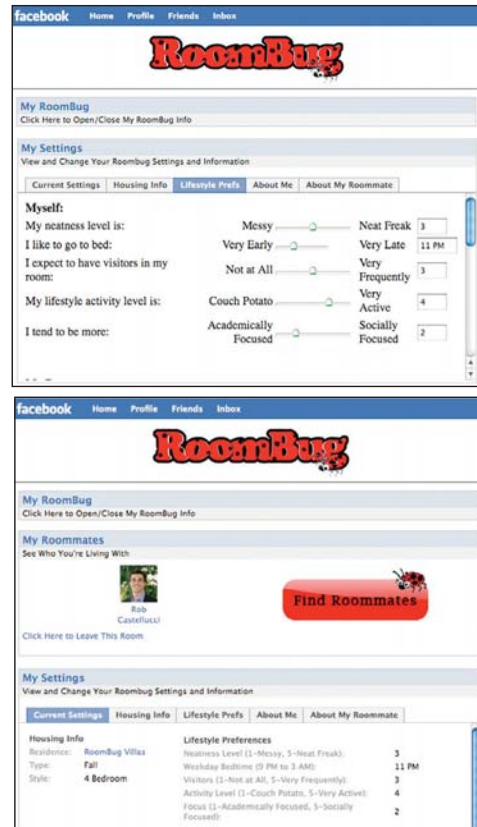 facebook Home Profile Friends Inbox
RoomBug
My RoomBug
Click Here to Open/Close My RoomBug Info
My Settings
View and Change Your Roombug Settings and Information
Current Settings Housing Info Lifestyle Prefs About Me About My Roommate
Myself:
My neatness level is: Messy Neat Freak 3
I like to go to bed: Very Early Very Late 11 PM
I expect to have visitors in my room: Not at All Very Frequently 3
My lifestyle activity level is: Couch Potato Very Active 4
I tend to be more: Academically Focused Socially Focused 2
facebook Home Profile Friends Inbox
RoomBug
My RoomBug
Click Here to Open/Close My RoomBug Info
My Roommates
See Who You're Living With
Rob
Castellucci
Find Roommates
Click Here to Leave This Room
My Settings
View and Change Your Roombug Settings and Information
Current Settings Housing Info Lifestyle Prefs About Me About My Roommate
Housing Info
Residence: RoomBug Villas
Type: Fall
Style: 4 Bedroom
Lifestyle Preferences
Neatness Level (1-Messy, 5-Neat Freak): 3
Weekday Bedtime (9 PM to 3 AM): 11 PM
Visitors (1-Not at All, 5-Very Frequently): 3
Activity Level (1-Couch Potato, 5-Very Active): 4
Focus (1-Academically Focused, 5-Socially
Focused): 2